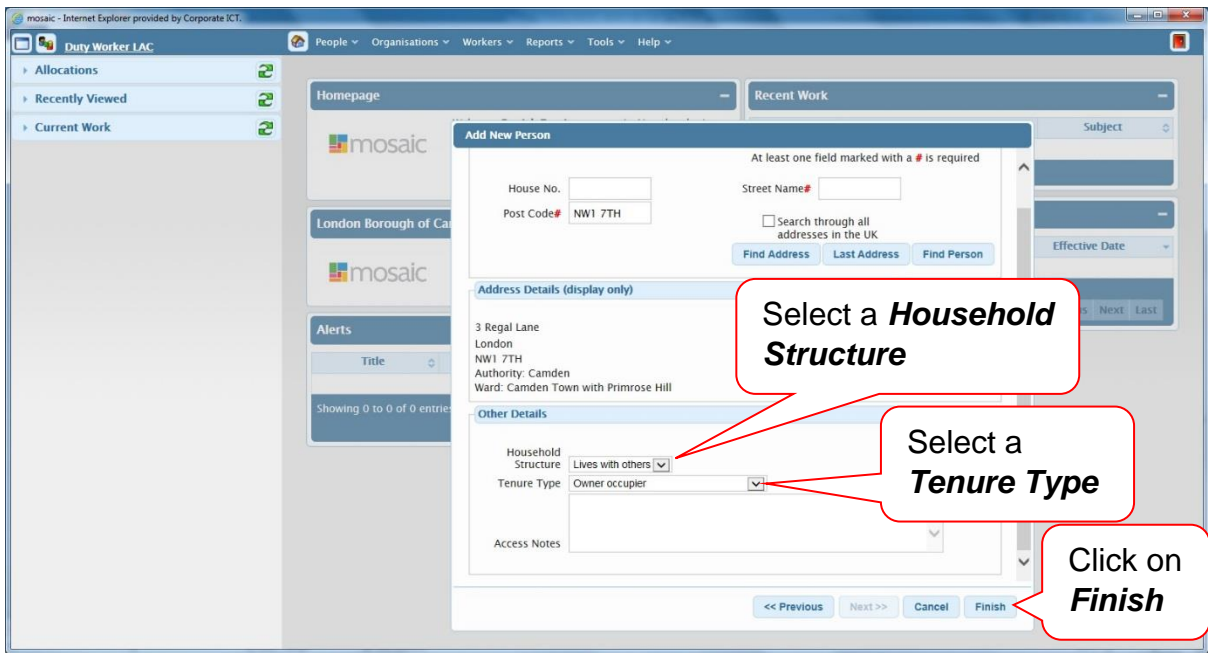 mosaic - Internet Explorer provided by Corporate ICT.
Duty Worker LAC
People Organisations Workers Reports Tools Help
Allocations
Recently Viewed
Current Work
Homepage
Recent Work
mosaic
Subject
London Borough of Ca
mosaic
Effective Date
Next Last
Alerts
Title
Showing 0 to 0 of 0 entrie
Add New Person
At least one field marked with a # is required
House No.
Street Name#
Post Code# NW1 7TH
Search through all
addresses in the UK
Find Address Last Address Find Person
Address Details (display only)
3 Regal Lane
London
NW1 7TH
Authority: Camden
Ward: Camden Town with Primrose Hill
Other Details
Household
Structure Lives with others
Tenure Type Owner occupier
Access Notes
<< Previous Next >> Cancel Finish
Select a Household
Structure
Select a
Tenure Type
Click on
Finish